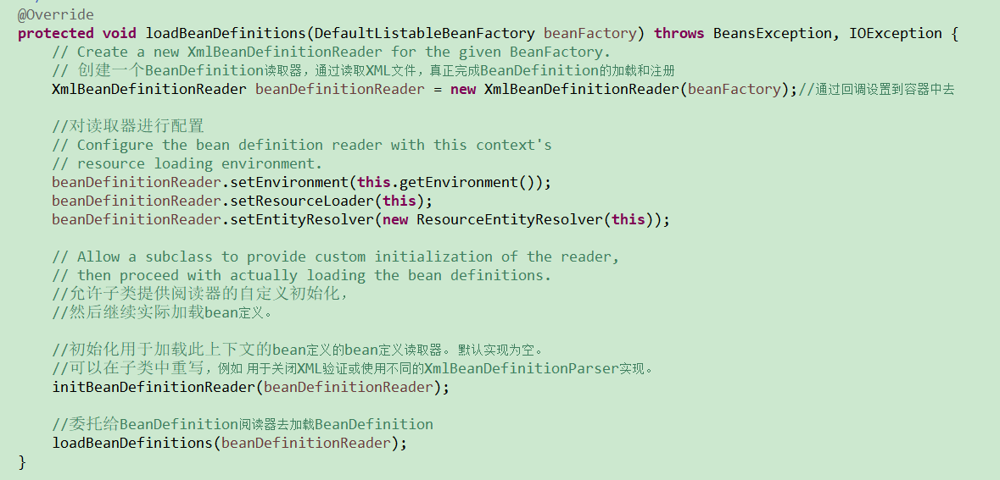 @Override
protected void loadBeanDefinitions(DefaultListableBeanFactory beanFactory) throws BeansException, IOException {
// Create a new XmlBeanDefinitionReader for the given BeanFactory.
// 创建一个BeanDefinition读取器，通过读取XML文件，真正完成BeanDefinition的加载和注册
XmlBeanDefinitionReader beanDefinitionReader = new XmlBeanDefinitionReader(beanFactory);//通过回调设置到容器中去
//对读取器进行配置
// Configure the bean definition reader with this context's
// resource loading environment.
beanDefinitionReader.setEnvironment(this.getEnvironment());
beanDefinitionReader.setResourceLoader(this);
beanDefinitionReader.setEntityResolver(new ResourceEntityResolver(this));
// Allow a subclass to provide custom initialization of the reader,
// then proceed with actually loading the bean definitions.
//允许子类提供阅读器的自定义初始化，
//然后继续实际加载bean定义。
//初始化用于加载此上下文的bean定义的bean定义读取器。 默认实现为空。
//可以在子类中重写，例如 用于关闭XML验证或使用不同的XmlBeanDefinitionParser实现。
initBeanDefinitionReader(beanDefinitionReader);
//委托给BeanDefinition阅读器去加载BeanDefinition
loadBeanDefinitions(beanDefinitionReader);
}